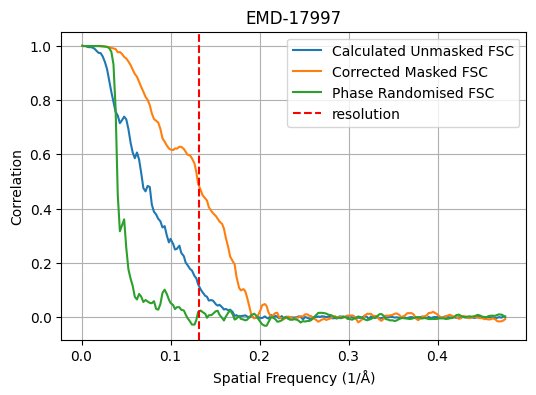 EMD-17997
Calculated Unmasked FSC
Corrected Masked FSC
Phase Randomised FSC
resolution
1.0
0.8
0.6
0.4
0.2
0.0
Correlation
0.0 0.1 0.2 0.3 0.4
Spatial Frequency (1/Å)